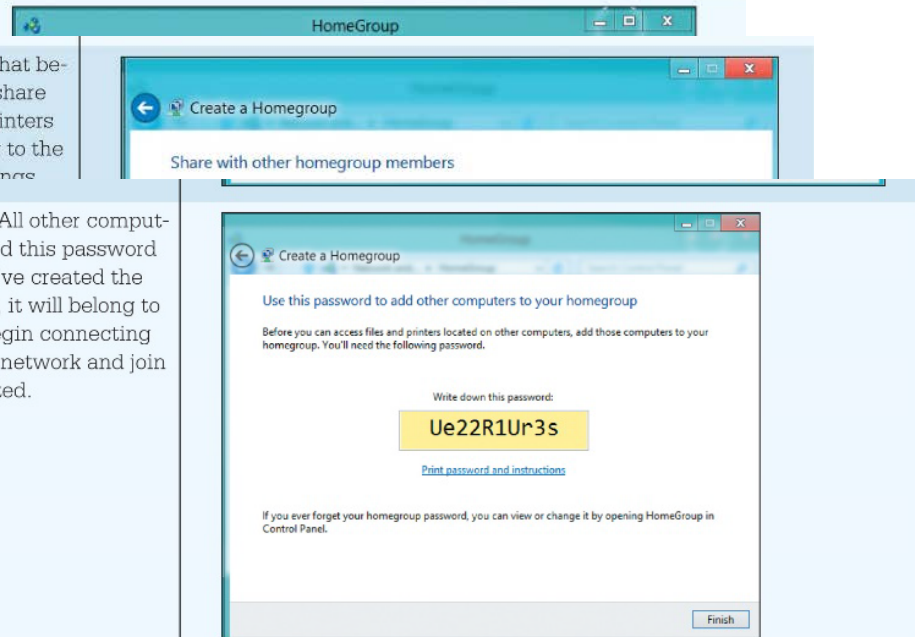 HomeGroup
hat be-
share
inters
to the
ngs
Create a Homegroup
Share with other homegroup members
All other comput-
d this password
ve created the
it will belong to
egin connecting
network and join
ted.
Create a Homegroup
Use this password to add other computers to your homegroup
Before you can access files and printers located on other computers, add those computers to your
homegroup. You'll need the following password.
Write down this password:
Ue22R1Ur3s
Print password and instructions
If you ever forget your homegroup password, you can view or change it by opening HomeGroup in
Control Panel.
Finish